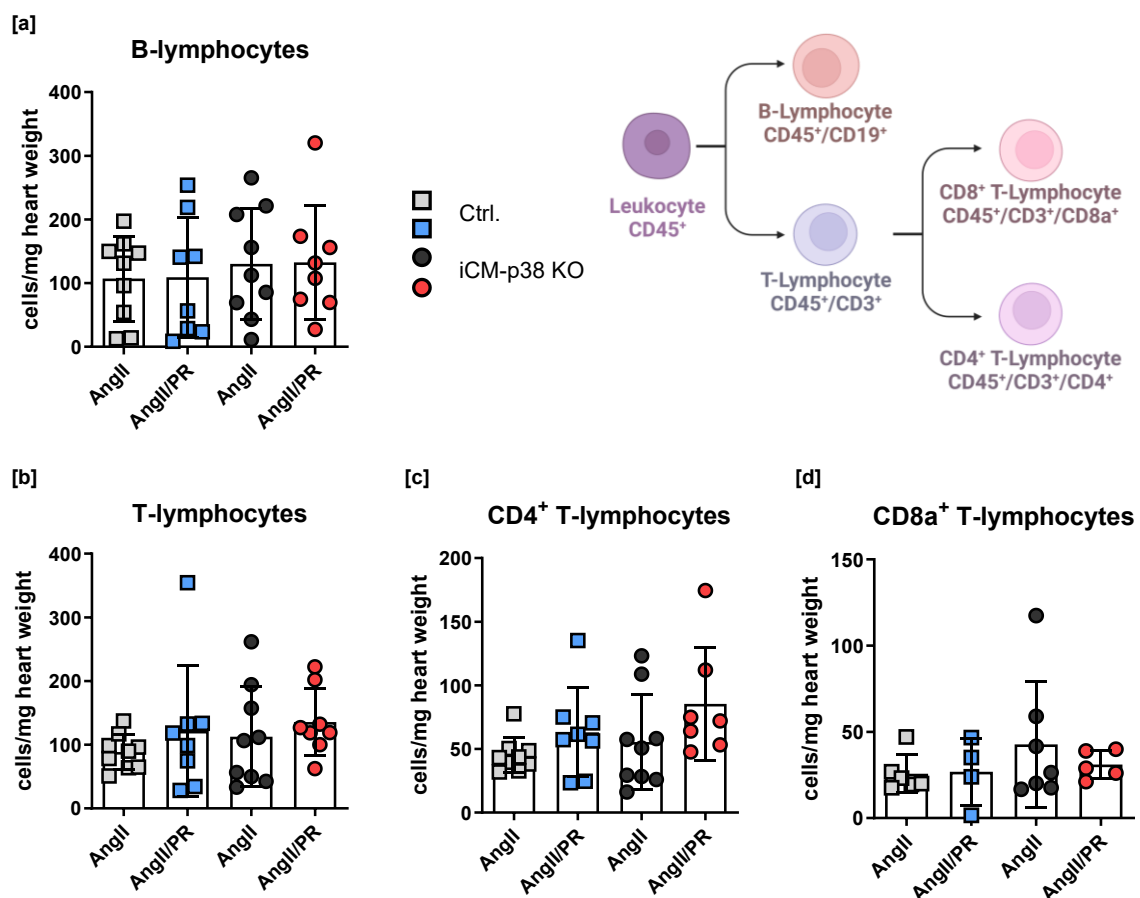 [a]
B-lymphocytes
cells/mg heart weight
400
300
200
100
0
AngII
AngII/PR
AngII
AngII/PR
Ctrl.
iCM-p38 KO
Leukocyte
CD45⁺
B-Lymphocyte
CD45⁺/CD19⁺
T-Lymphocyte
CD45⁺/CD3⁺
CD8⁺ T-Lymphocyte
CD45⁺/CD3⁺/CD8a⁺
CD4⁺ T-Lymphocyte
CD45⁺/CD3⁺/CD4⁺
[b]
T-lymphocytes
cells/mg heart weight
400
300
200
100
0
AngII
AngII/PR
AngII
AngII/PR
[c]
CD4⁺ T-lymphocytes
cells/mg heart weight
200
150
100
50
0
AngII
AngII/PR
AngII
AngII/PR
[d]
CD8a⁺ T-lymphocytes
cells/mg heart weight
150
100
50
0
AngII
AngII/PR
AngII
AngII/PR